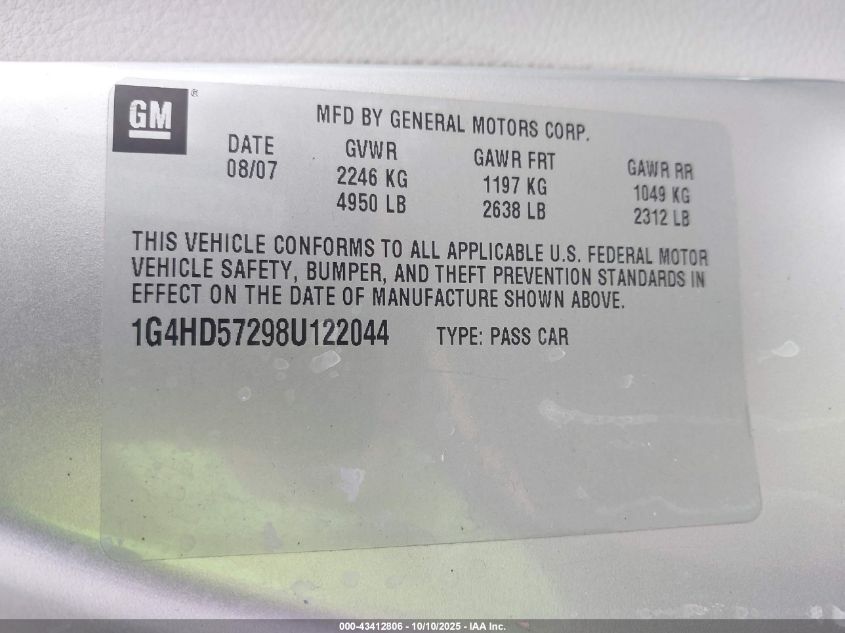 GM ®
MFD BY GENERAL MOTORS CORP.
DATE GVWR GAWR FRT GAWR RR
08/07 2246 KG 1197 KG 1049 KG
4950 LB 2638 LB 2312 LB
THIS VEHICLE CONFORMS TO ALL APPLICABLE U.S. FEDERAL MOTOR
VEHICLE SAFETY, BUMPER, AND THEFT PREVENTION STANDARDS IN
EFFECT ON THE DATE OF MANUFACTURE SHOWN ABOVE.
1G4HD57298U122044 TYPE: PASS CAR
000-43412806 - 10/10/2025 - IAA Inc.